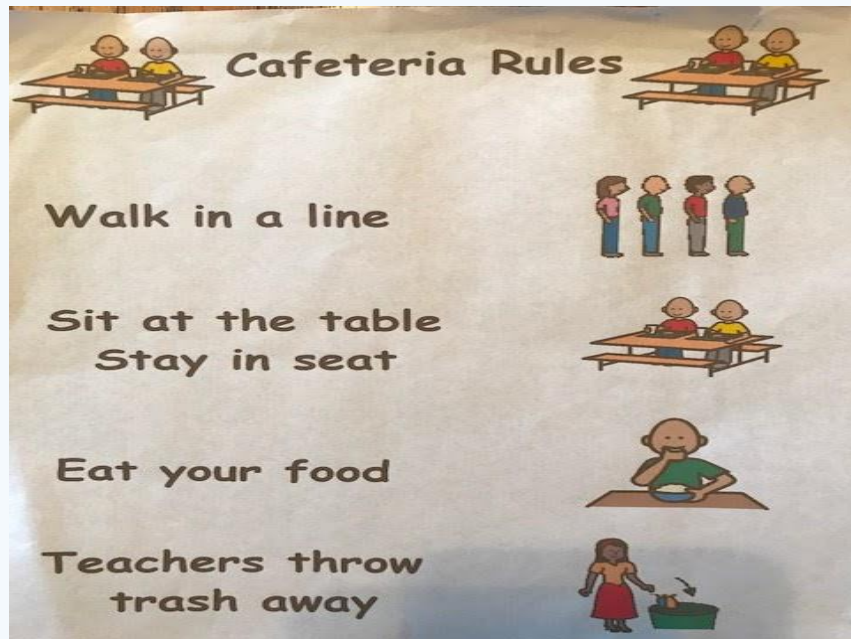 Cafeteria Rules
Walk in a line
Sit at the table
Stay in seat
Eat your food
Teachers throw
trash away